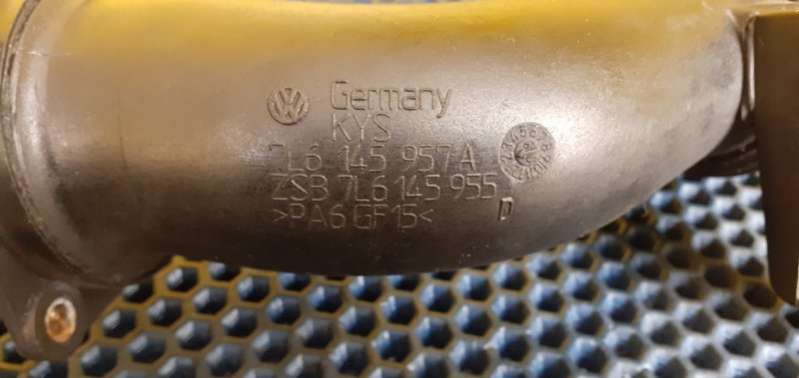 Germany
KYS
7L6 145 957 A
ZSB 7L6 145 955
>PA6 GF15<
D